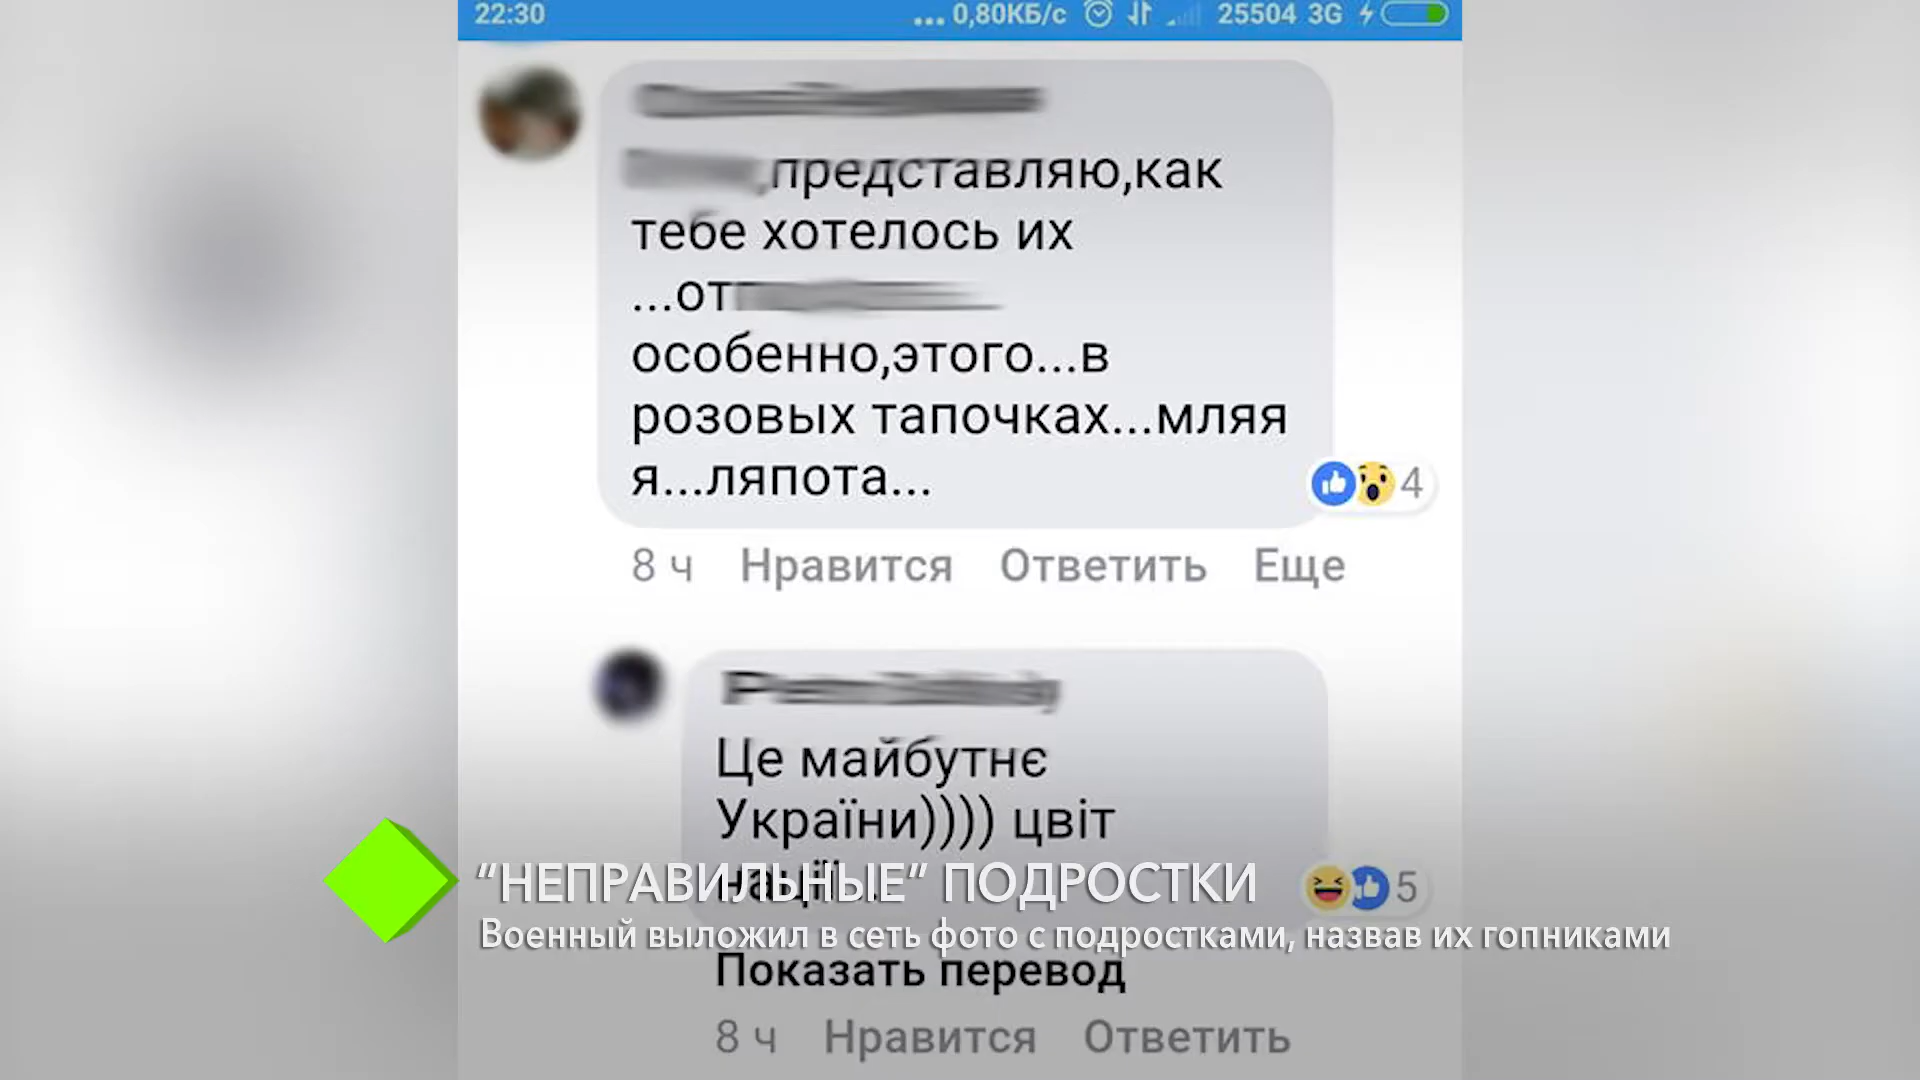 22:30
... 0,80КБ/с 25504 3G
,представляю,как
тебе хотелось их
...от
особенно,этого...в
розовых тапочках...мляя
я...ляпота...
4
8 ч Нравится Ответить Еще
Це майбутнє
України)))) цвіт
нації...
5
“НЕПРАВИЛЬНЫЕ” ПОДРОСТКИ
Военный выложил в сеть фото с подростками, назвав их гопниками
Показать перевод
8 ч Нравится Ответить